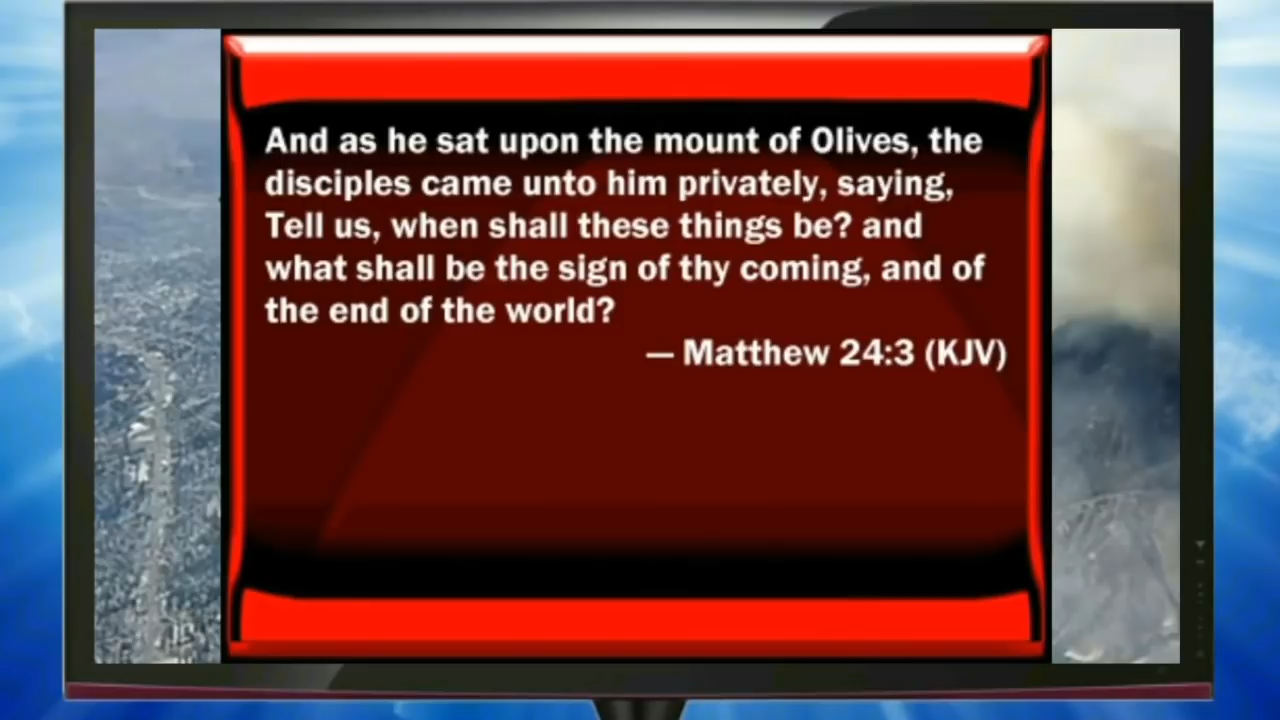 And as he sat upon the mount of Olives, the
disciples came unto him privately, saying,
Tell us, when shall these things be? and
what shall be the sign of thy coming, and of
the end of the world?
— Matthew 24:3 (KJV)